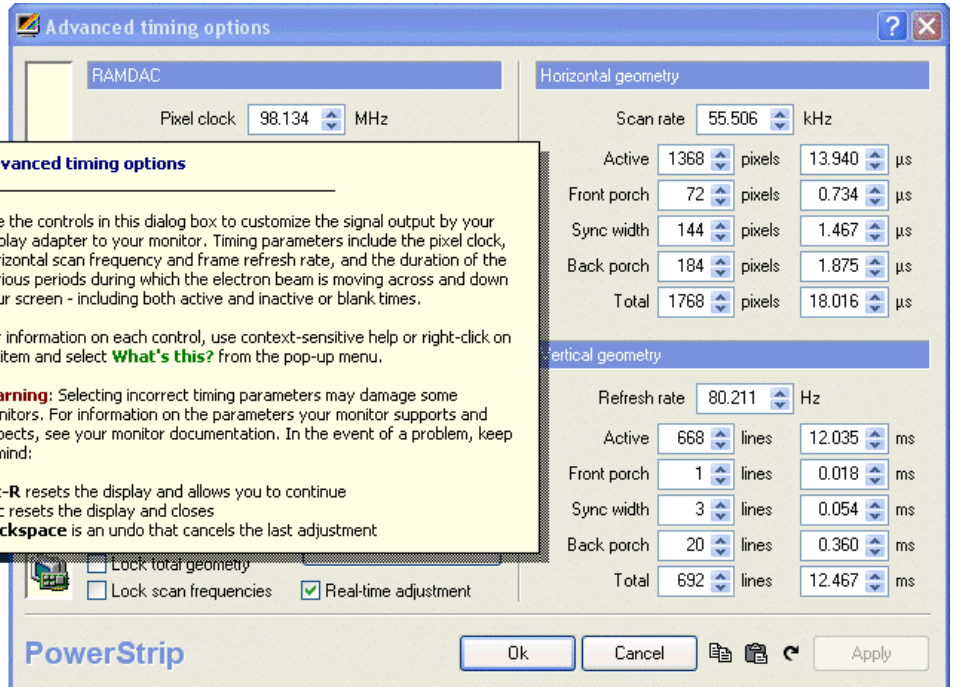 Advanced timing options
RAMDAC
Pixel clock 98.134 MHz
vanced timing options
e the controls in this dialog box to customize the signal output by your
play adapter to your monitor. Timing parameters include the pixel clock,
rizontal scan frequency and frame refresh rate, and the duration of the
rious periods during which the electron beam is moving across and down
ur screen - including both active and inactive or blank times.
r information on each control, use context-sensitive help or right-click on
item and select What's this? from the pop-up menu.
arning: Selecting incorrect timing parameters may damage some
nitors. For information on the parameters your monitor supports and
pects, see your monitor documentation. In the event of a problem, keep
mind:
t-R resets the display and allows you to continue
c resets the display and closes
ckspace is an undo that cancels the last adjustment
Lock total geometry
Lock scan frequencies Real-time adjustment
Horizontal geometry
Scan rate 55.506 kHz
Active 1368 pixels 13.940 µs
Front porch 72 pixels 0.734 µs
Sync width 144 pixels 1.467 µs
Back porch 184 pixels 1.875 µs
Total 1768 pixels 18.016 µs
ertical geometry
Refresh rate 80.211 Hz
Active 668 lines 12.035 ms
Front porch 1 lines 0.018 ms
Sync width 3 lines 0.054 ms
Back porch 20 lines 0.360 ms
Total 692 lines 12.467 ms
PowerStrip
Ok Cancel Apply